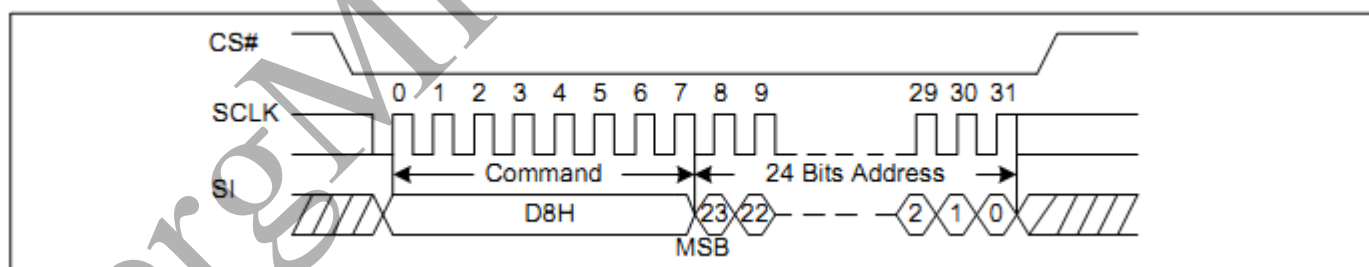 CS#
0 1 2 3 4 5 6 7 8 9 29 30 31
SCLK
Command 24 Bits Address
SI
D8H 23 22 2 1 0
MSB